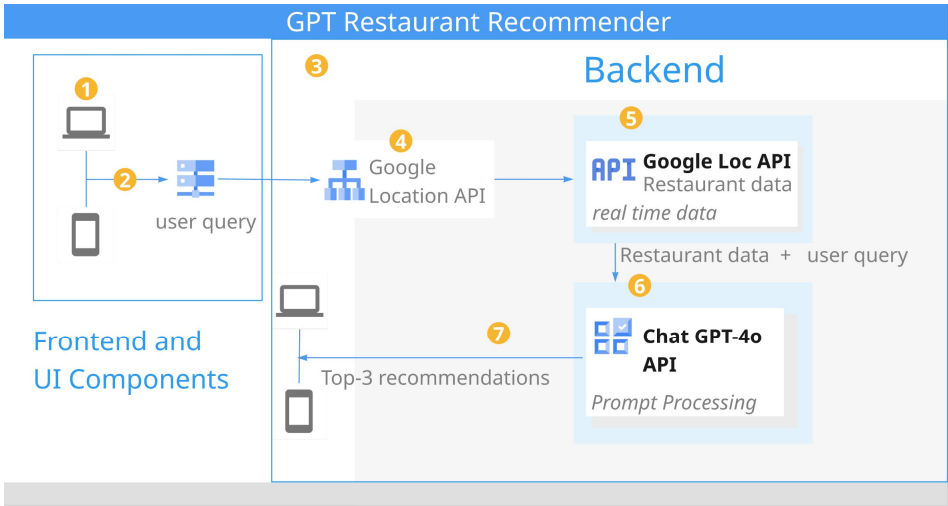 GPT Restaurant Recommender
3
Backend
1
5
4
Google
Location API
API
Google Loc API
Restaurant data
real time data
2
user query
Restaurant data + user query
6
Frontend and
UI Components
7
Chat GPT-4o
API
Top-3 recommendations
Prompt Processing